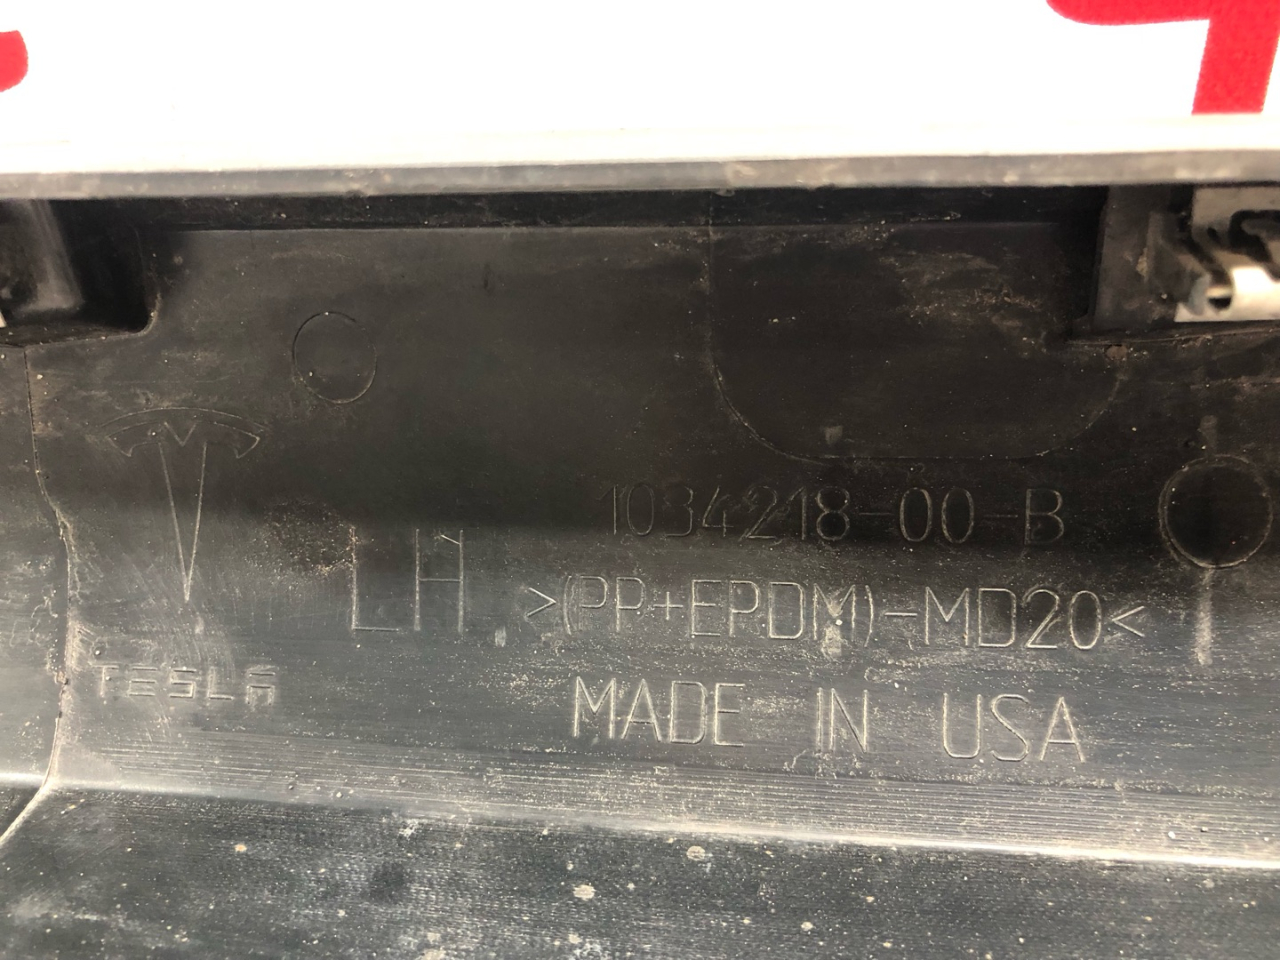 1034218-00-B
LH
>(PP+EPDM)-MD20<
TESLA
MADE IN USA